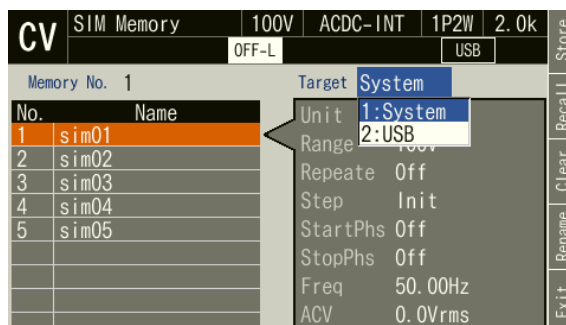 CV
SIM Memory 100V ACDC-INT 1P2W 2.0k
OFF-L USB
Memory No. 1 Target System
1:System
2:USB
No. Name
1 sim01
2 sim02
3 sim03
4 sim04
5 sim05
Unit
Range 100V
Repeate Off
Step Init
StartPhs Off
StopPhs Off
Freq 50.00Hz
ACV 0.0Vrms
Store
Recall
Clear
Rename
Exit